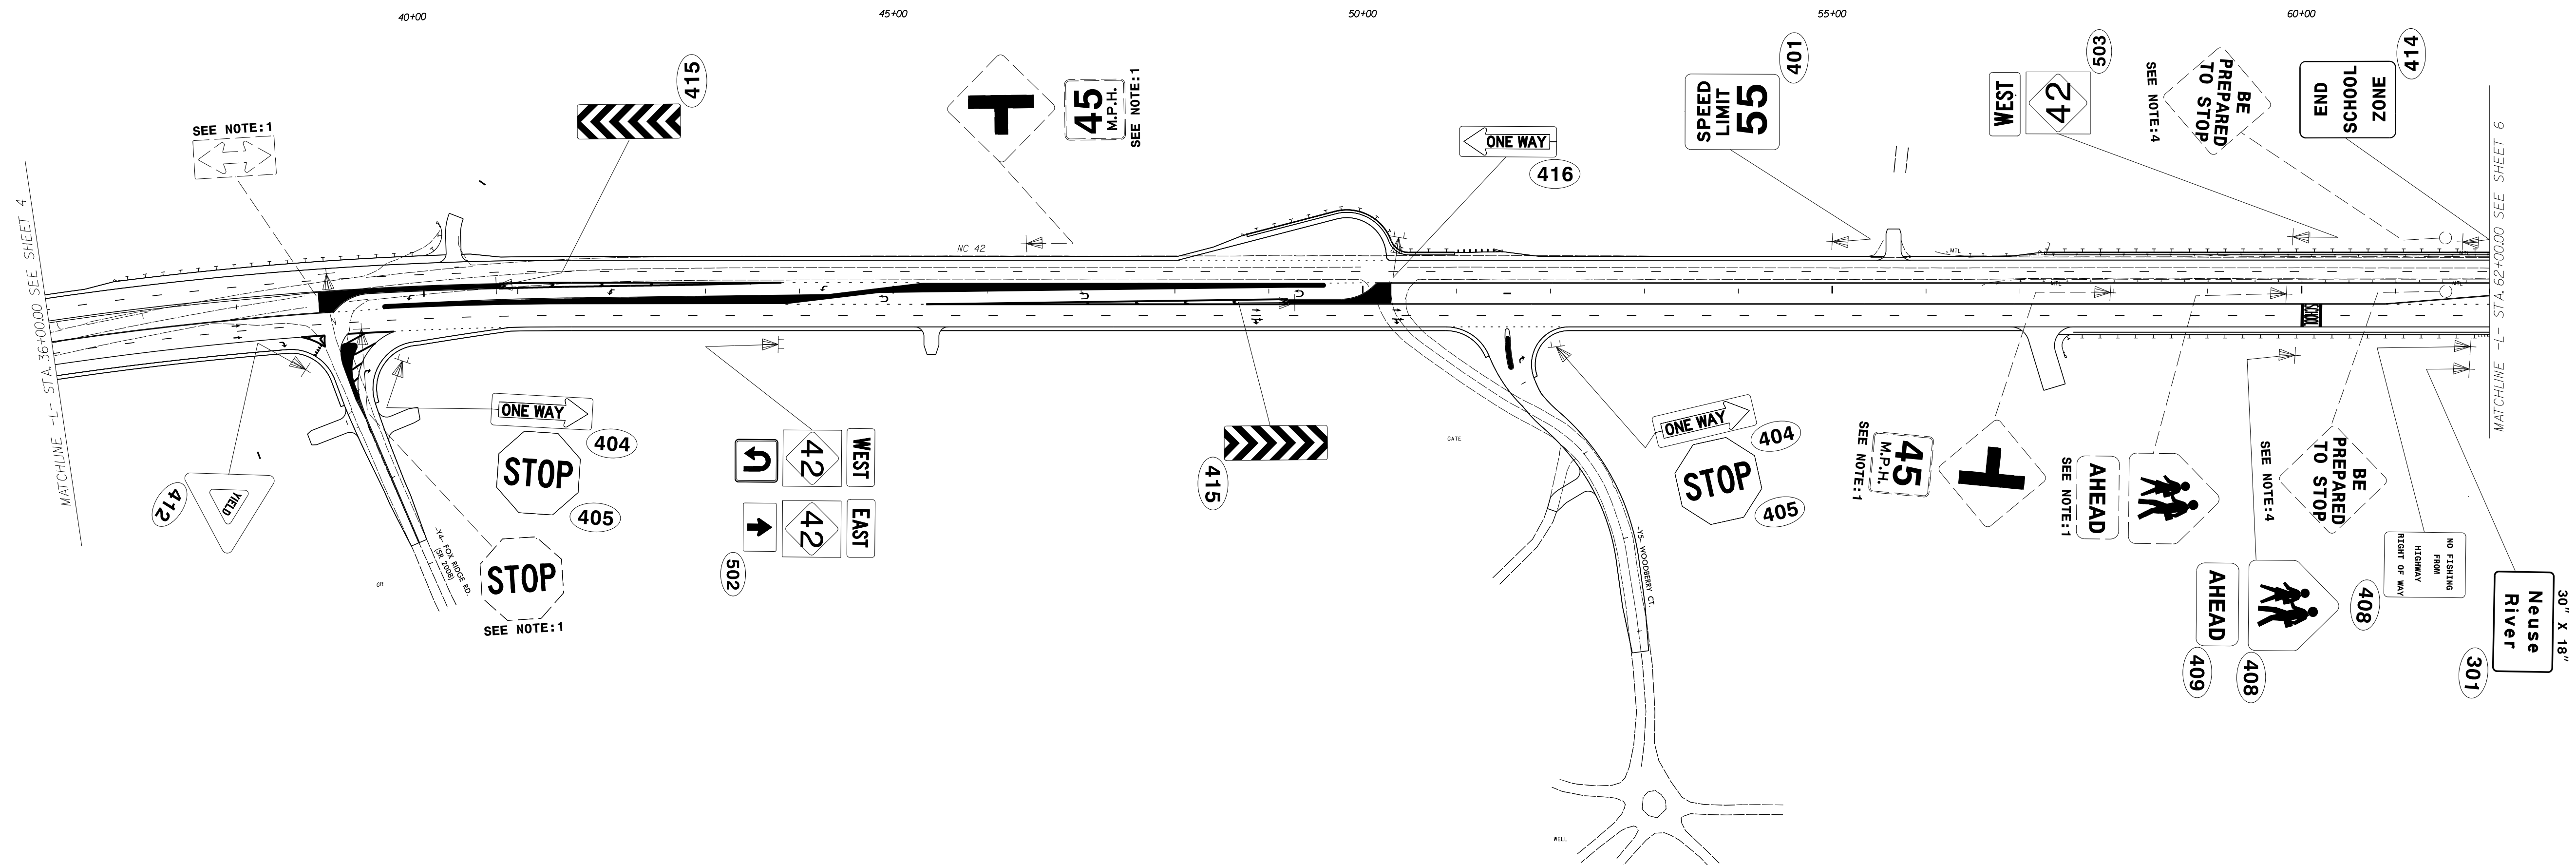 40+00
45+00
50+00
55+00
60+00
MATCHLINE -L- STA. 36+00.00 SEE SHEET 4
SEE NOTE:1
415
45
M.P.H.
SEE NOTE:1
ONE WAY
416
SPEED
LIMIT
55
401
WEST
42
503
BE
PREPARED
TO STOP
SEE NOTE:4
END
SCHOOL
ZONE
414
MATCHLINE -L- STA. 62+00.00 SEE SHEET 6
NC 42
MTL
MTL
MTL
SCHOOL
YIELD
412
ONE WAY
404
STOP
405
STOP
SEE NOTE:1
-Y4- FOX RIDGE RD.
(SR 2008)
GR
WEST
42
EAST
42
502
415
GATE
ONE WAY
404
STOP
405
-Y5- WOODBERRY CT.
WELL
45
M.P.H.
SEE NOTE:1
AHEAD
SEE NOTE:1
BE
PREPARED
TO STOP
SEE NOTE:4
AHEAD
409
408
408
NO FISHING
FROM
HIGHWAY
RIGHT OF WAY
Neuse
River
30" X 18"
301